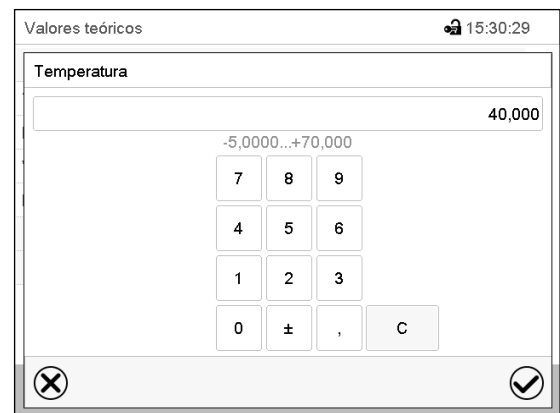 Valores teóricos 15:30:29
Temperatura
40,000
-5,0000...+70,000
7 8 9
4 5 6
1 2 3
0 ± , C